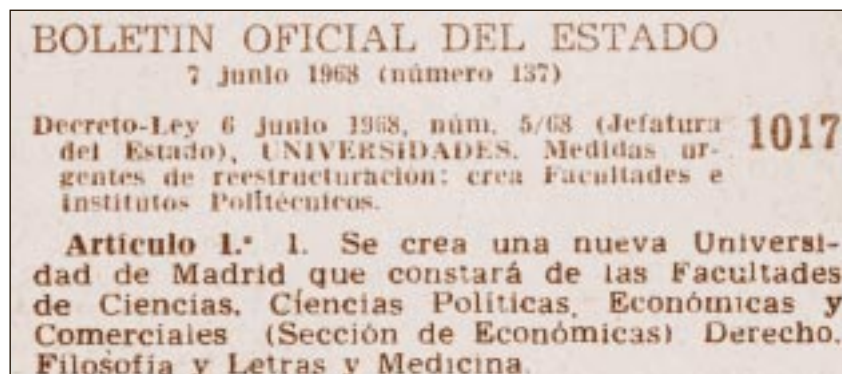 BOLETIN OFICIAL DEL ESTADO
7 junio 1968 (número 137)
Decreto-Ley 6 junio 1968, núm. 5/68 (Jefatura
del Estado), UNIVERSIDADES. Medidas ur-
gentes de reestructuración: crea Facultades e
institutos Politécnicos.
1017
Artículo 1.º 1. Se crea una nueva Universi-
dad de Madrid que constará de las Facultades
de Ciencias, Ciencias Políticas, Económicas y
Comerciales (Sección de Económicas) Derecho,
Filosofía y Letras y Medicina.